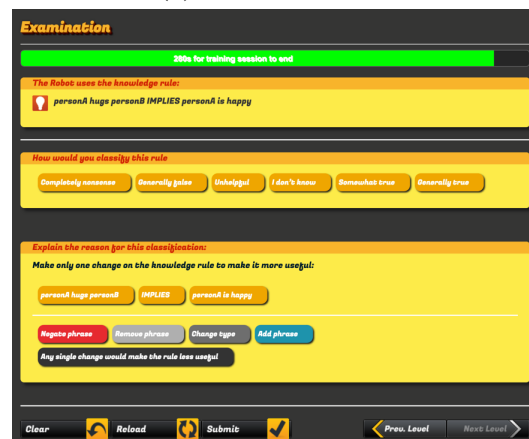 Examination
280s for training session to end
The Robot uses the knowledge rule:
personA hugs personB IMPLIES personA is happy
How would you classify this rule
Completely nonsense Generally false Unhelpful I don't know Somewhat true Generally true
Explain the reason for this classification:
Make only one change on the knowledge rule to make it more useful:
personA hugs personB IMPLIES personA is happy
Negate phrase Remove phrase Change type Add phrase
Any single change would make the rule less useful
Clear Reload Submit Prev. Level Next Level